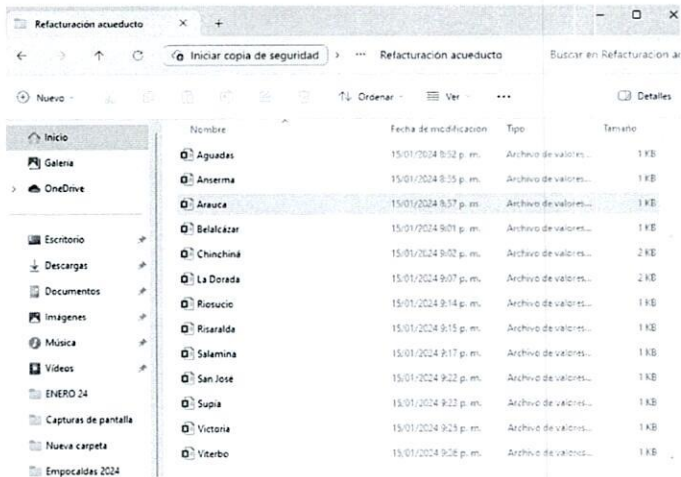 Refacturación acueducto × +
Iniciar copia de seguridad > ... Refacturación acueducto Buscar en Refacturación ac
Nuevo Ordenar Ver ... Detalles
Inicio
Galería
OneDrive
Escritorio
Descargas
Documentos
Imágenes
Música
Vídeos
ENERO 24
Capturas de pantalla
Nueva carpeta
Empocaldas 2024
Nombre Fecha de modificación Tipo Tamaño
Aguadas 15/01/2024 8:52 p. m. Archivo de valores... 1 KB
Anserma 15/01/2024 8:55 p. m. Archivo de valores... 1 KB
Arauca 15/01/2024 8:57 p. m. Archivo de valores... 1 KB
Belalcázar 15/01/2024 9:01 p. m. Archivo de valores... 1 KB
Chinchiná 15/01/2024 9:02 p. m. Archivo de valores... 2 KB
La Dorada 15/01/2024 9:07 p. m. Archivo de valores... 2 KB
Riosucio 15/01/2024 9:14 p. m. Archivo de valores... 1 KB
Risaralda 15/01/2024 9:15 p. m. Archivo de valores... 1 KB
Salamina 15/01/2024 9:17 p. m. Archivo de valores... 1 KB
San José 15/01/2024 9:22 p. m. Archivo de valores... 1 KB
Supía 15/01/2024 9:22 p. m. Archivo de valores... 1 KB
Victoria 15/01/2024 9:25 p. m. Archivo de valores... 1 KB
Viterbo 15/01/2024 9:26 p. m. Archivo de valores... 1 KB